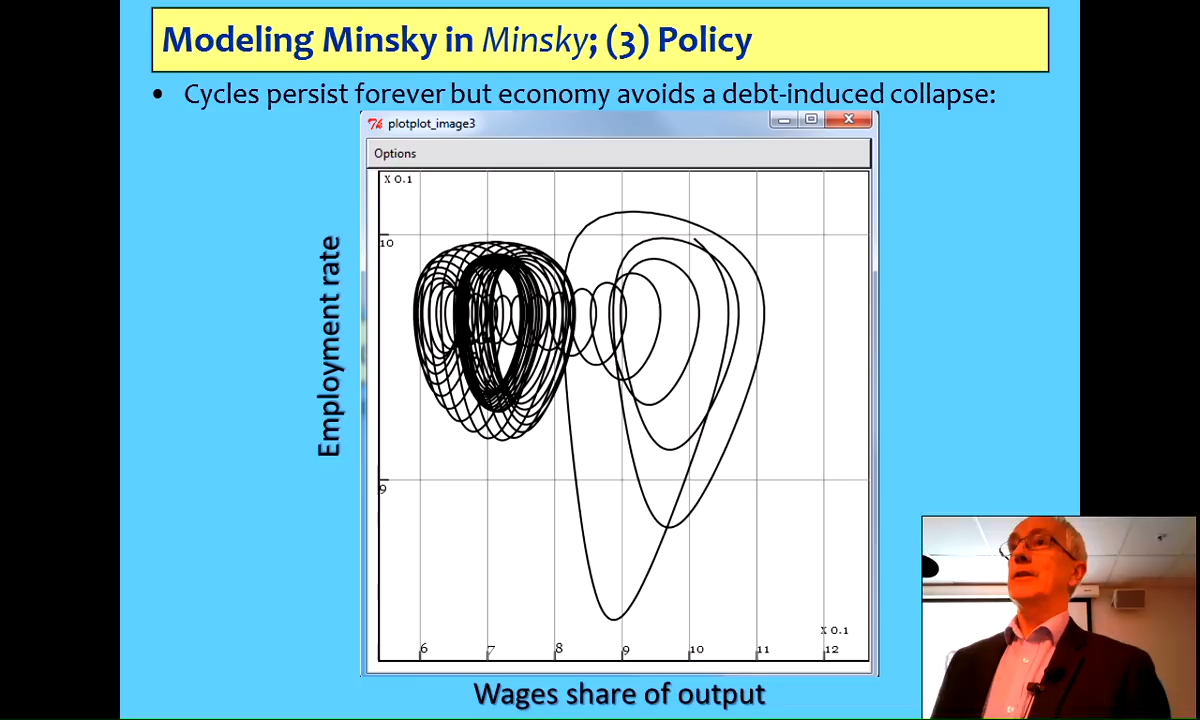 Modeling Minsky in Minsky; (3) Policy
• Cycles persist forever but economy avoids a debt-induced collapse:
plotplot_image3
Options
X 0.1
10
Employment rate
9
X 0.1
6 7 8 9 10 11 12
Wages share of output